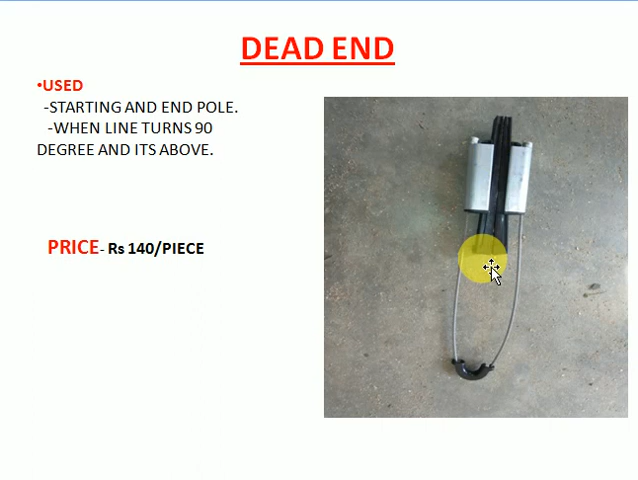 DEAD END
•USED
-STARTING AND END POLE.
-WHEN LINE TURNS 90
DEGREE AND ITS ABOVE.
PRICE- Rs 140/PIECE